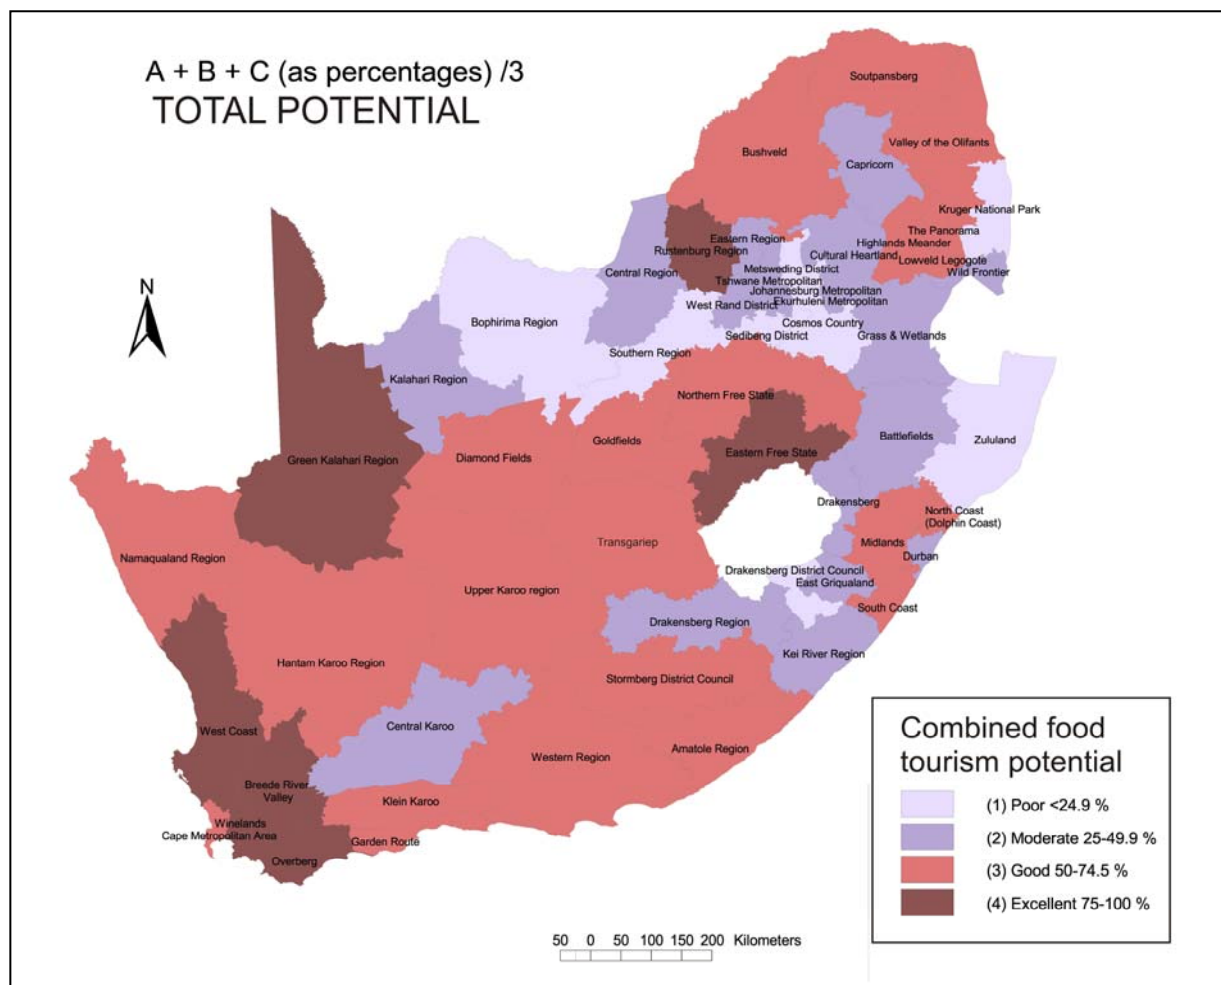 A + B + C (as percentages) /3
TOTAL POTENTIAL
Soutpansberg
Valley of the Olifants
Bushveld
Capricorn
Kruger National Park
The Panorama
Eastern Region
Highlands Meander
Rustenburg Region
Cultural Heartland
Lowveld Legogote
Central Region
Metsweding District
Wild Frontier
Tshwane Metropolitan
Johannesburg Metropolitan
West Rand District
Ekurhuleni Metropolitan
N
Bophirima Region
Cosmos Country
Sedibeng District
Grass & Wetlands
Southern Region
Kalahari Region
Northern Free State
Goldfields
Battlefields
Zululand
Eastern Free State
Diamond Fields
Green Kalahari Region
Drakensberg
North Coast
(Dolphin Coast)
Transgariep
Midlands
Durban
Namaqualand Region
Drakensberg District Council
East Griqualand
Upper Karoo region
South Coast
Drakensberg Region
Kei River Region
Hantam Karoo Region
Stormberg District Council
Central Karoo
West Coast
Amatole Region
Western Region
Breede River
Valley
Klein Karoo
Winelands
Cape Metropolitan Area
Garden Route
Overberg
Combined food
tourism potential
(1) Poor <24.9 %
(2) Moderate 25-49.9 %
(3) Good 50-74.5 %
(4) Excellent 75-100 %
50 0 50 100 150 200 Kilometers